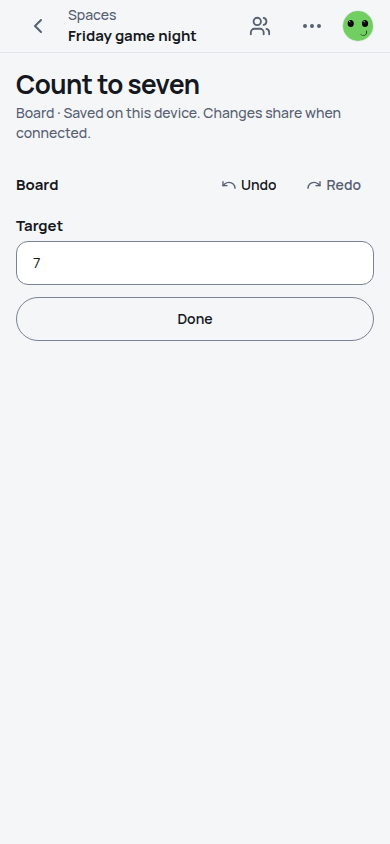 Spaces
Friday game night
Count to seven
Board · Saved on this device. Changes share when
connected.
Board
Undo
Redo
Target
7
Done